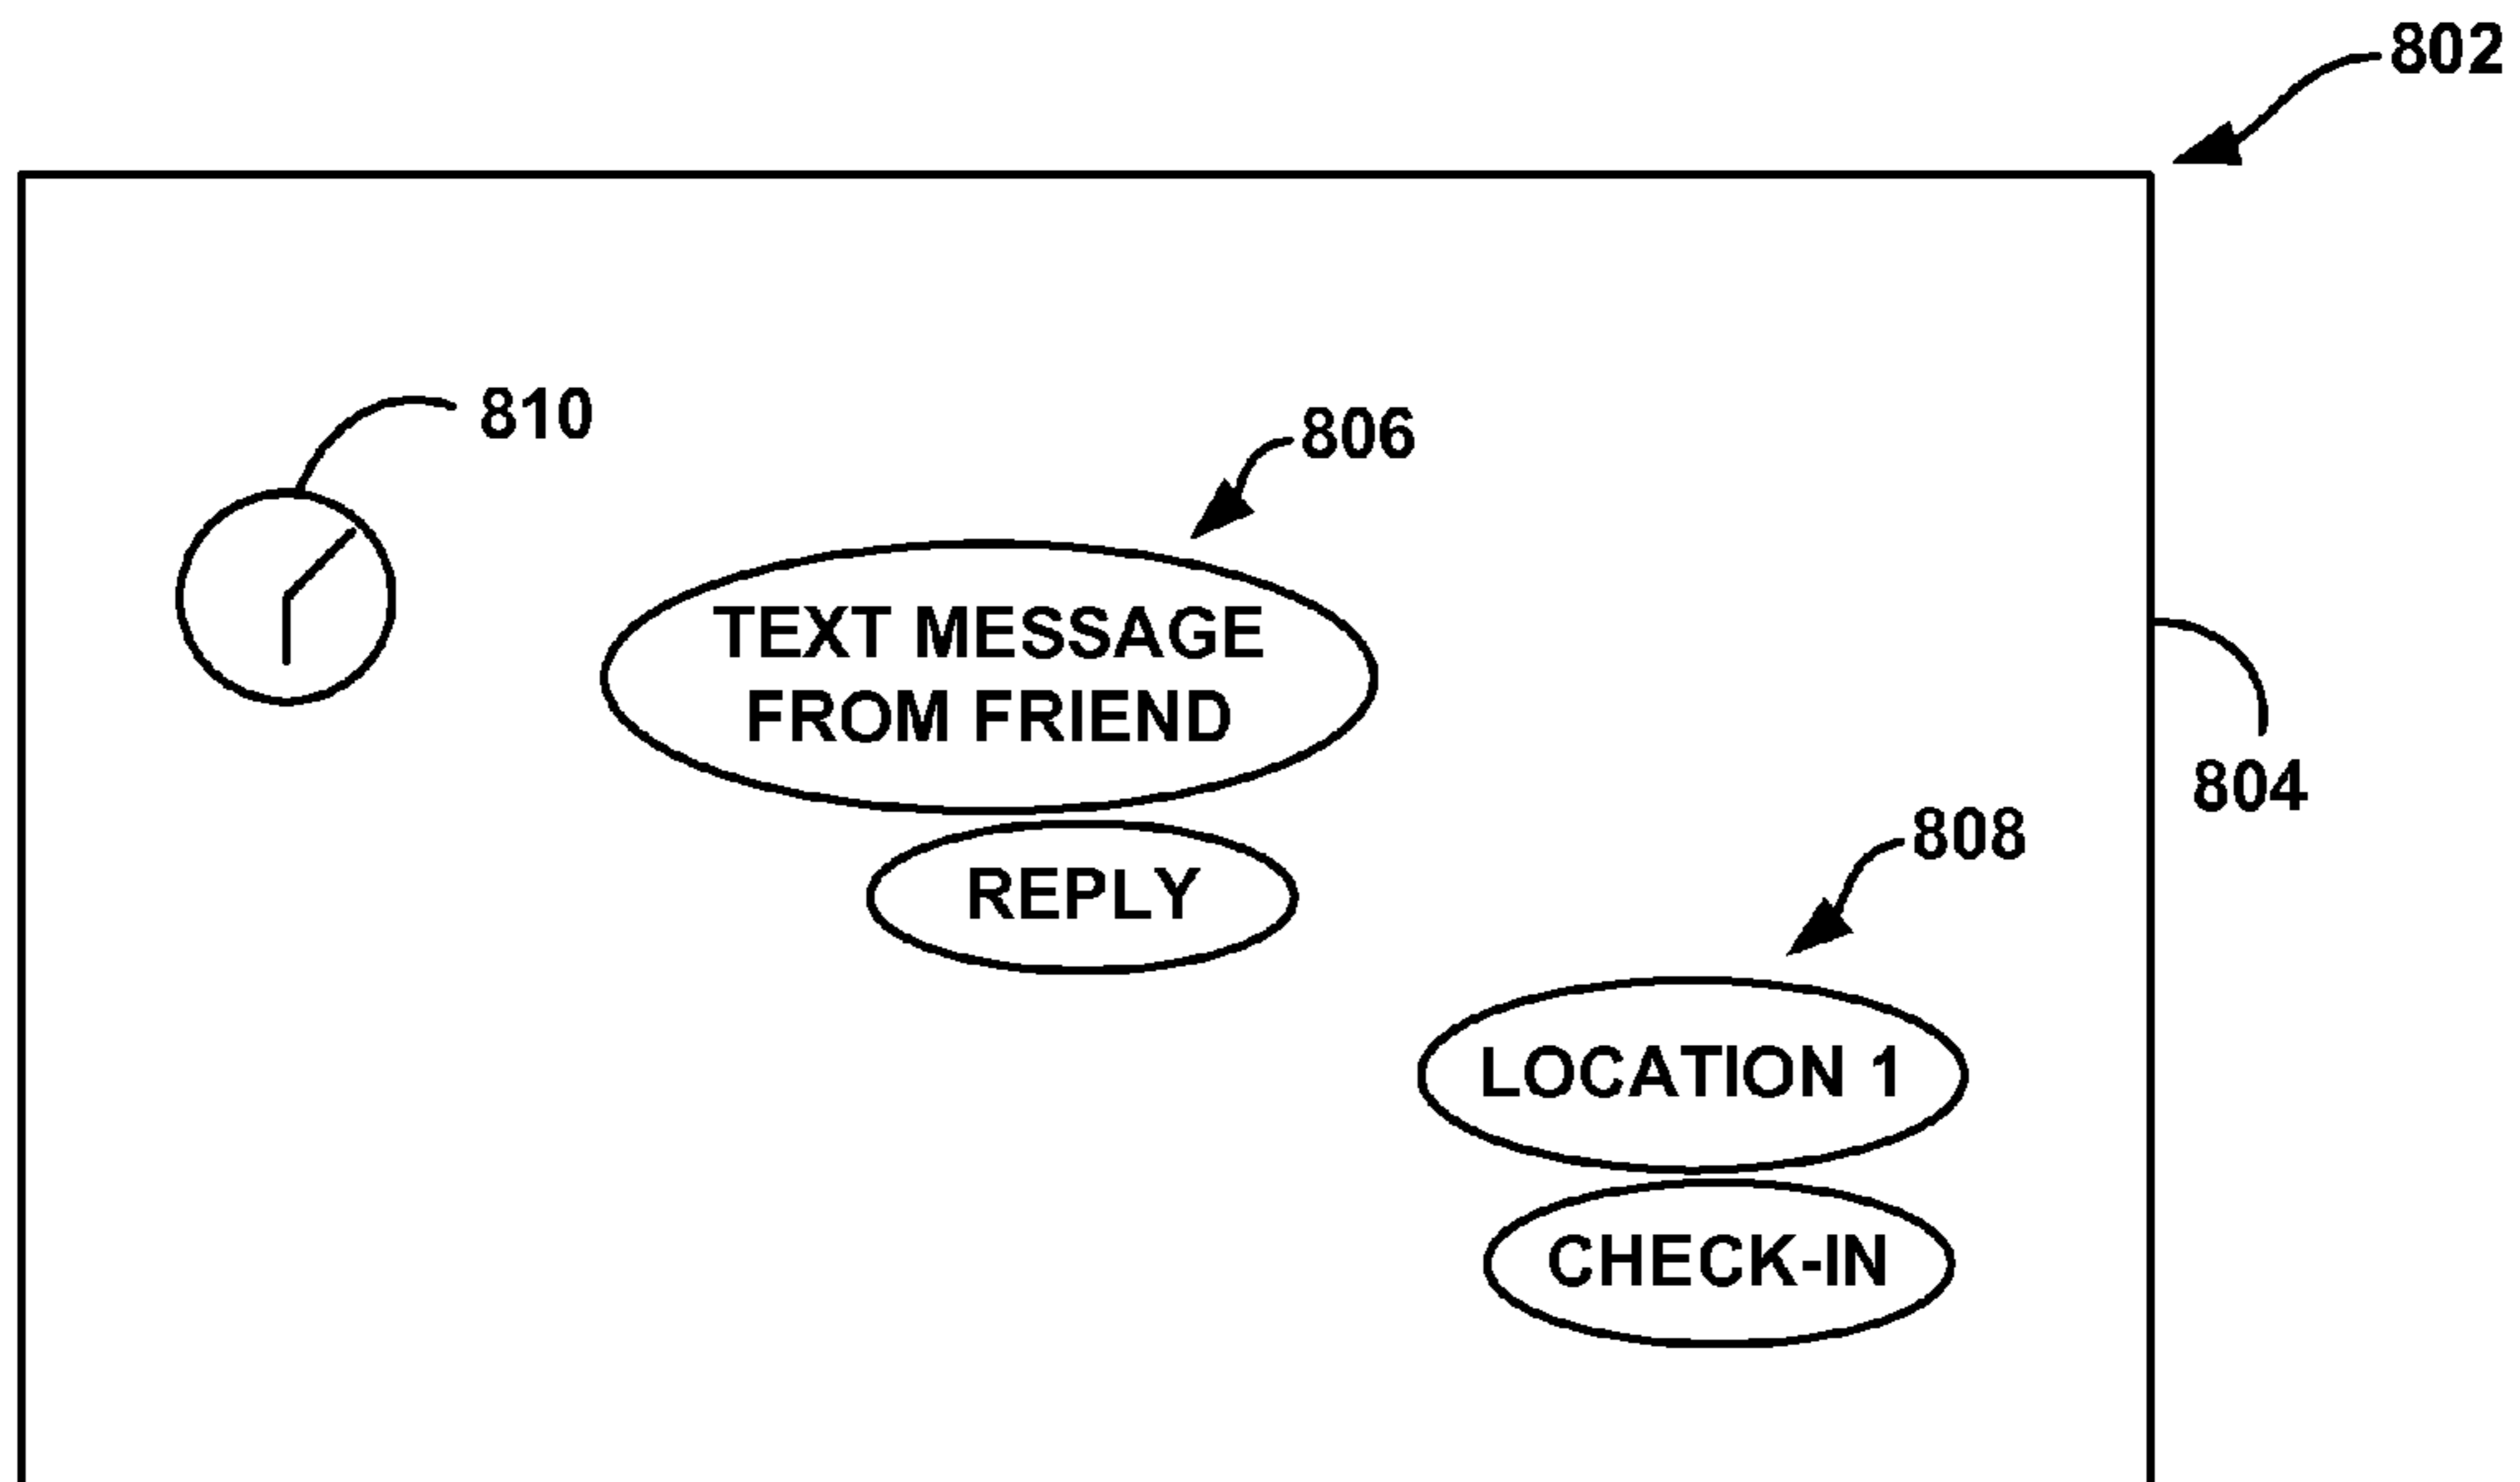 802
810
806
TEXT MESSAGE
FROM FRIEND
804
808
REPLY
LOCATION 1
CHECK-IN